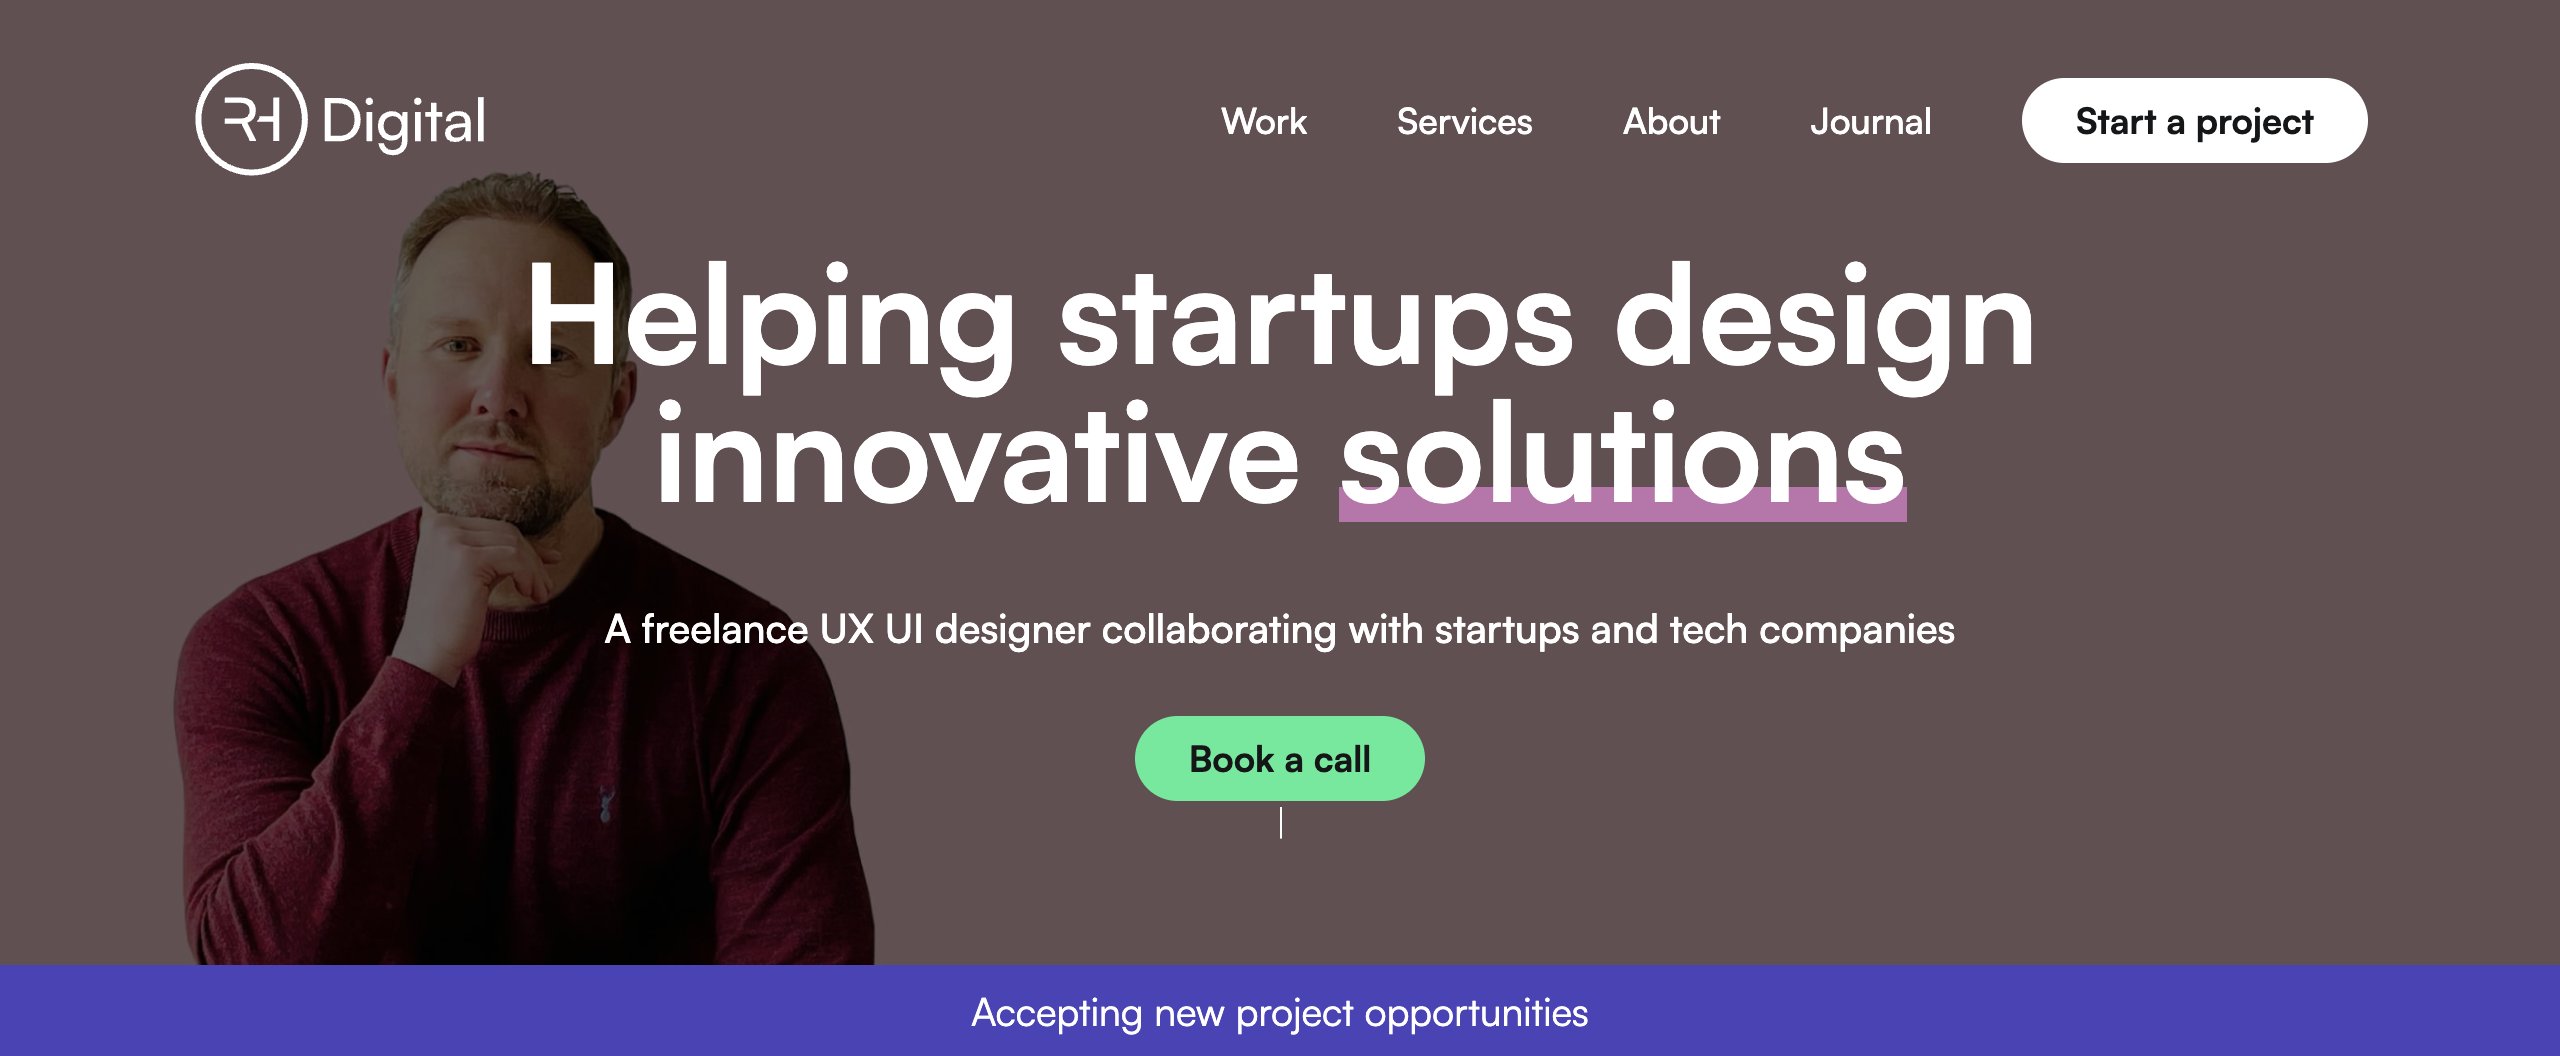 RH Digital
Work Services About Journal Start a project
Helping startups design
innovative solutions
A freelance UX UI designer collaborating with startups and tech companies
Book a call
Accepting new project opportunities